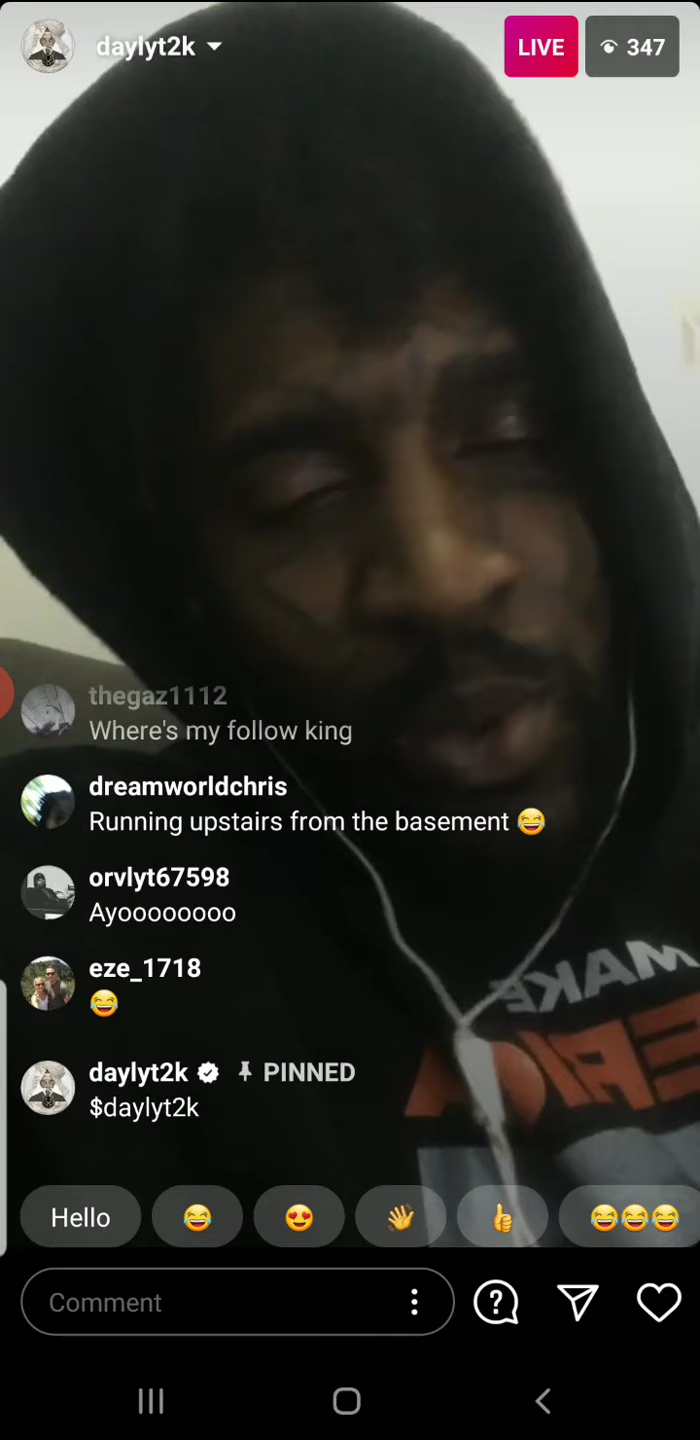 daylyt2k
LIVE
347
thegaz1112
Where's my follow king
dreamworldchris
Running upstairs from the basement 😂
orvlyt67598
Ayoooooooo
eze_1718
😂
daylyt2k PINNED
$daylyt2k
MAKE
Hello 😂 😍 👋 👍 😂😂😂
Comment